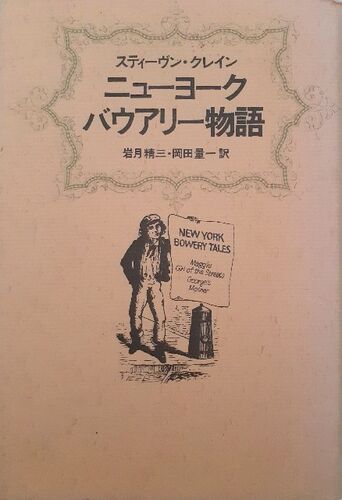 スティーヴン・クレイン
ニューヨーク
バウアリー物語
岩月精三・岡田量一 訳
NEW YORK
BOWERY TALES
Maggie:
Girl of the Streets
George's
Mother